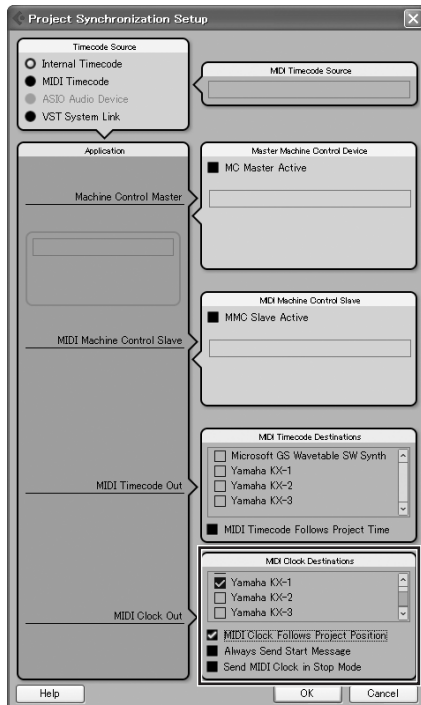 Project Synchronization Setup
Timecode Source
Internal Timecode
MIDI Timecode
ASIO Audio Device
VST System Link
MIDI Timecode Source
Application
Machine Control Master
MIDI Machine Control Slave
MIDI Timecode Out
MIDI Clock Out
Master Machine Control Device
MC Master Active
MIDI Machine Control Slave
MMC Slave Active
MIDI Timecode Destinations
Microsoft GS Wavetable SW Synth
Yamaha KX-1
Yamaha KX-2
Yamaha KX-3
MIDI Timecode Follows Project Time
MIDI Clock Destinations
Yamaha KX-1
Yamaha KX-2
Yamaha KX-3
MIDI Clock Follows Project Position
Always Send Start Message
Send MIDI Clock in Stop Mode
Help
OK
Cancel